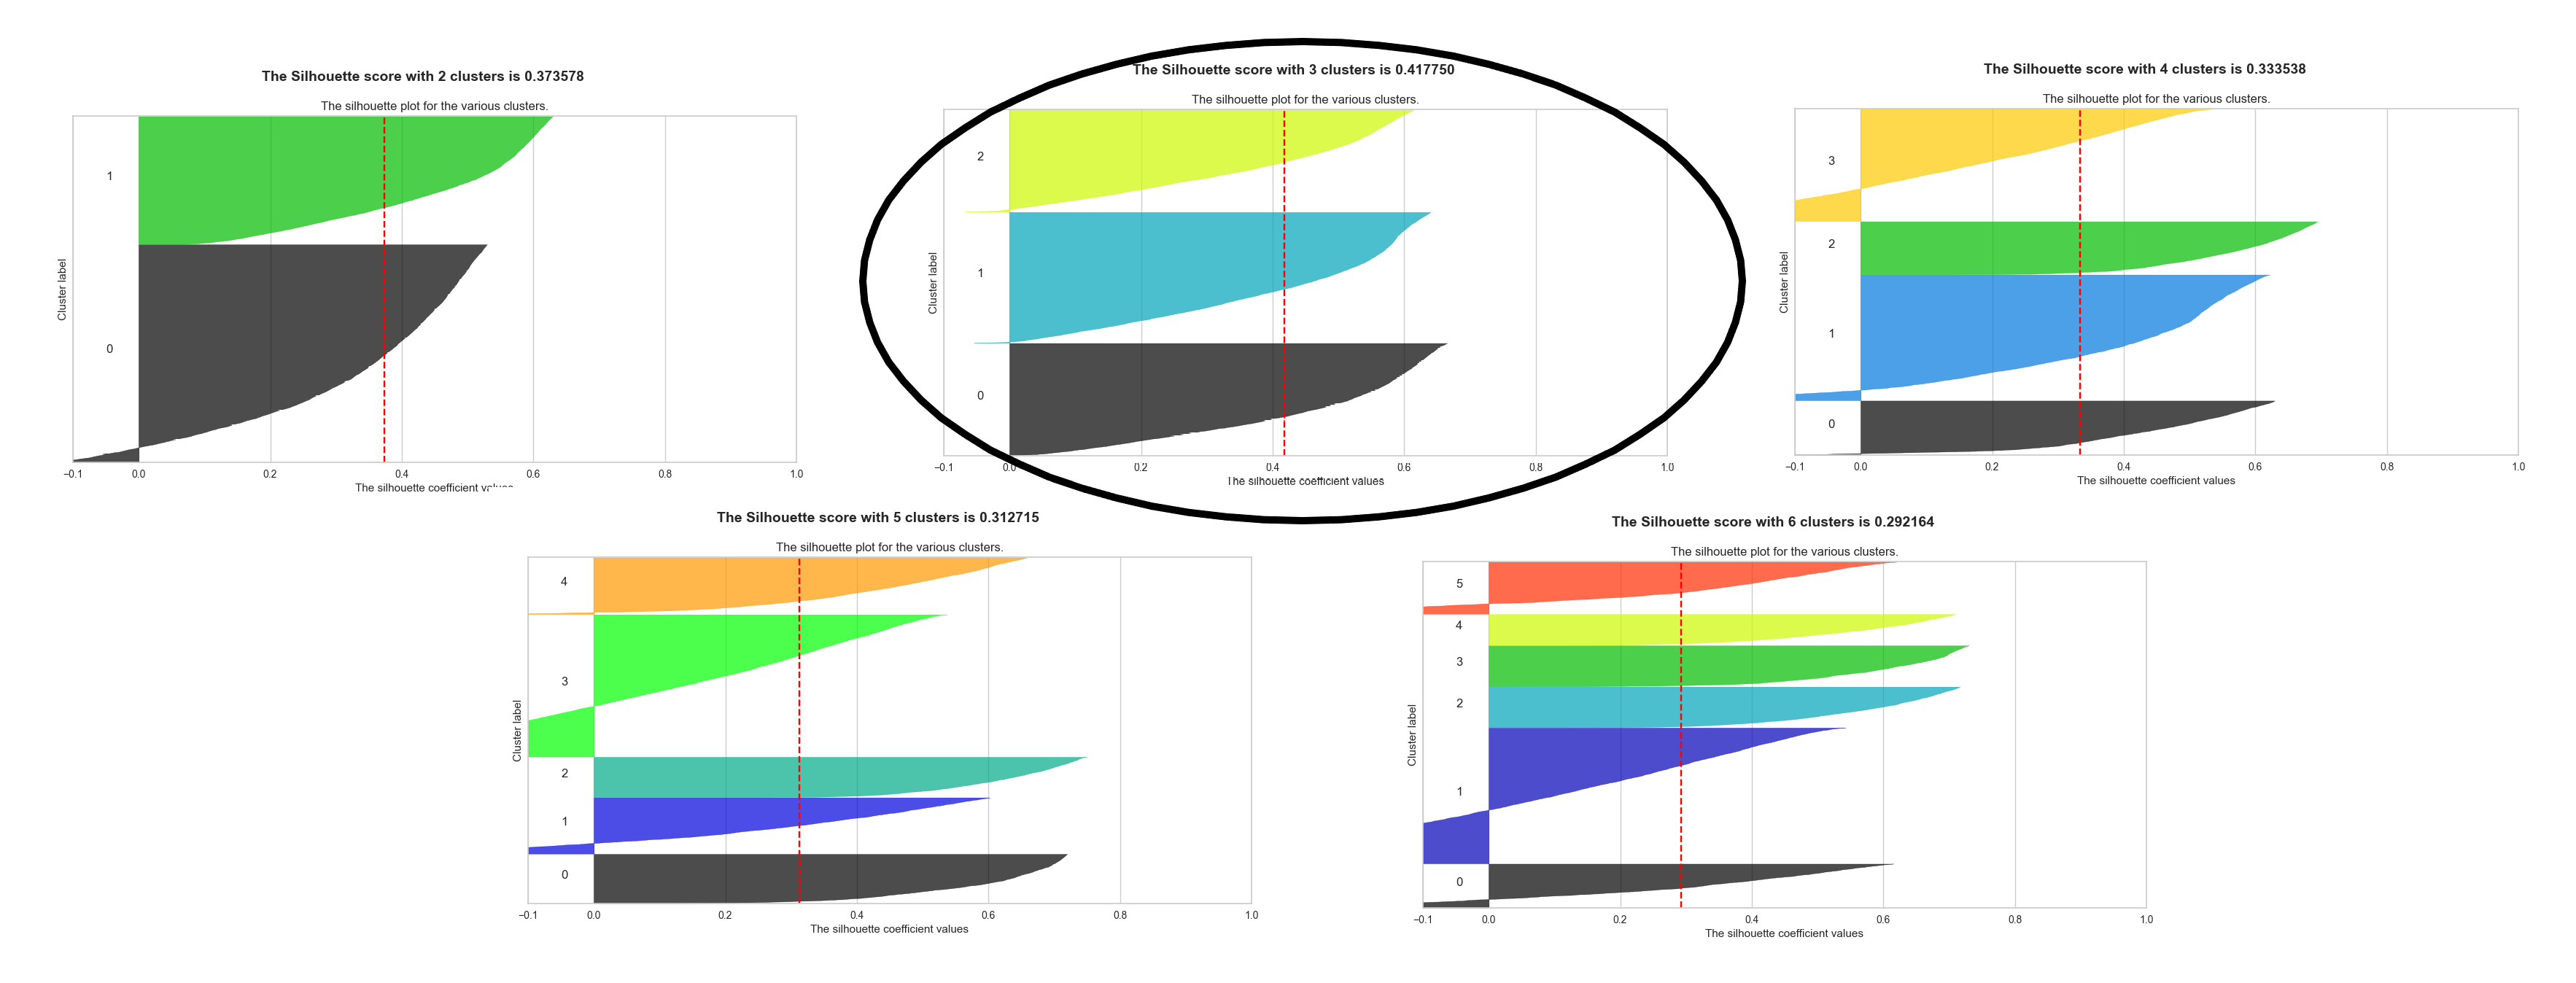 The Silhouette score with 2 clusters is 0.373578
The silhouette plot for the various clusters.
1
0
Cluster label
−0.1 0.0 0.2 0.4 0.6 0.8 1.0
The silhouette coefficient values
The Silhouette score with 3 clusters is 0.417750
The silhouette plot for the various clusters.
2
1
0
Cluster label
−0.1 0.0 0.2 0.4 0.6 0.8 1.0
The silhouette coefficient values
The Silhouette score with 4 clusters is 0.333538
The silhouette plot for the various clusters.
3
2
1
0
Cluster label
−0.1 0.0 0.2 0.4 0.6 0.8 1.0
The silhouette coefficient values
The Silhouette score with 5 clusters is 0.312715
The silhouette plot for the various clusters.
4
3
2
1
0
Cluster label
−0.1 0.0 0.2 0.4 0.6 0.8 1.0
The silhouette coefficient values
The Silhouette score with 6 clusters is 0.292164
The silhouette plot for the various clusters.
5
4
3
2
1
0
Cluster label
−0.1 0.0 0.2 0.4 0.6 0.8 1.0
The silhouette coefficient values